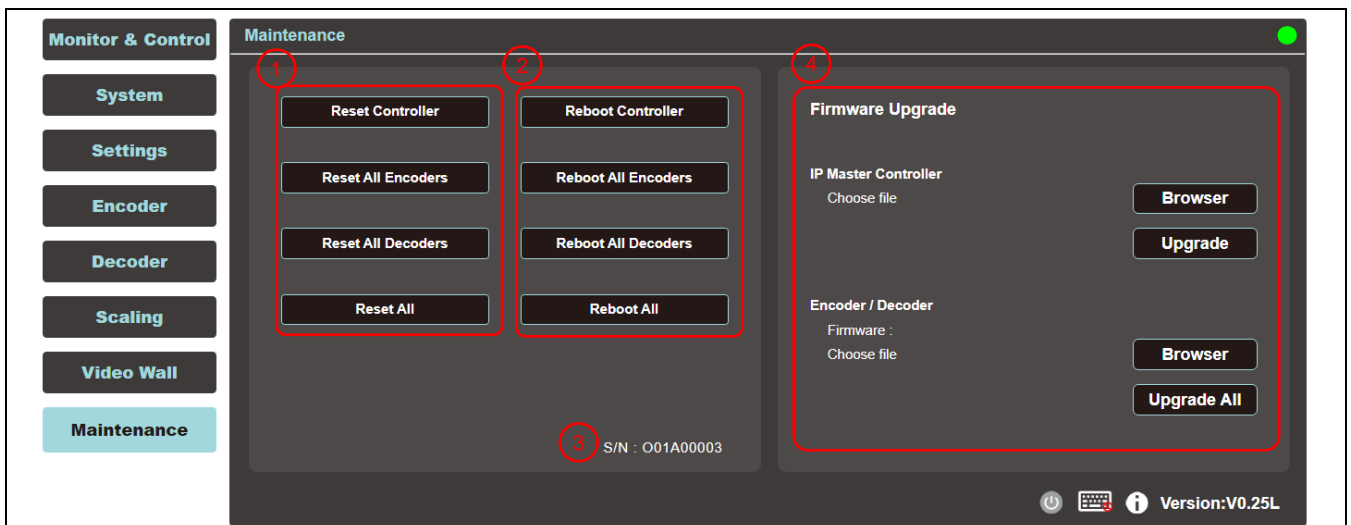 Monitor & Control
System
Settings
Encoder
Decoder
Scaling
Video Wall
Maintenance
Maintenance
1
Reset Controller
Reset All Encoders
Reset All Decoders
Reset All
2
Reboot Controller
Reboot All Encoders
Reboot All Decoders
Reboot All
3
S/N : O01A00003
4
Firmware Upgrade
IP Master Controller
Choose file
Browser
Upgrade
Encoder / Decoder
Firmware :
Choose file
Browser
Upgrade All
Version:V0.25L